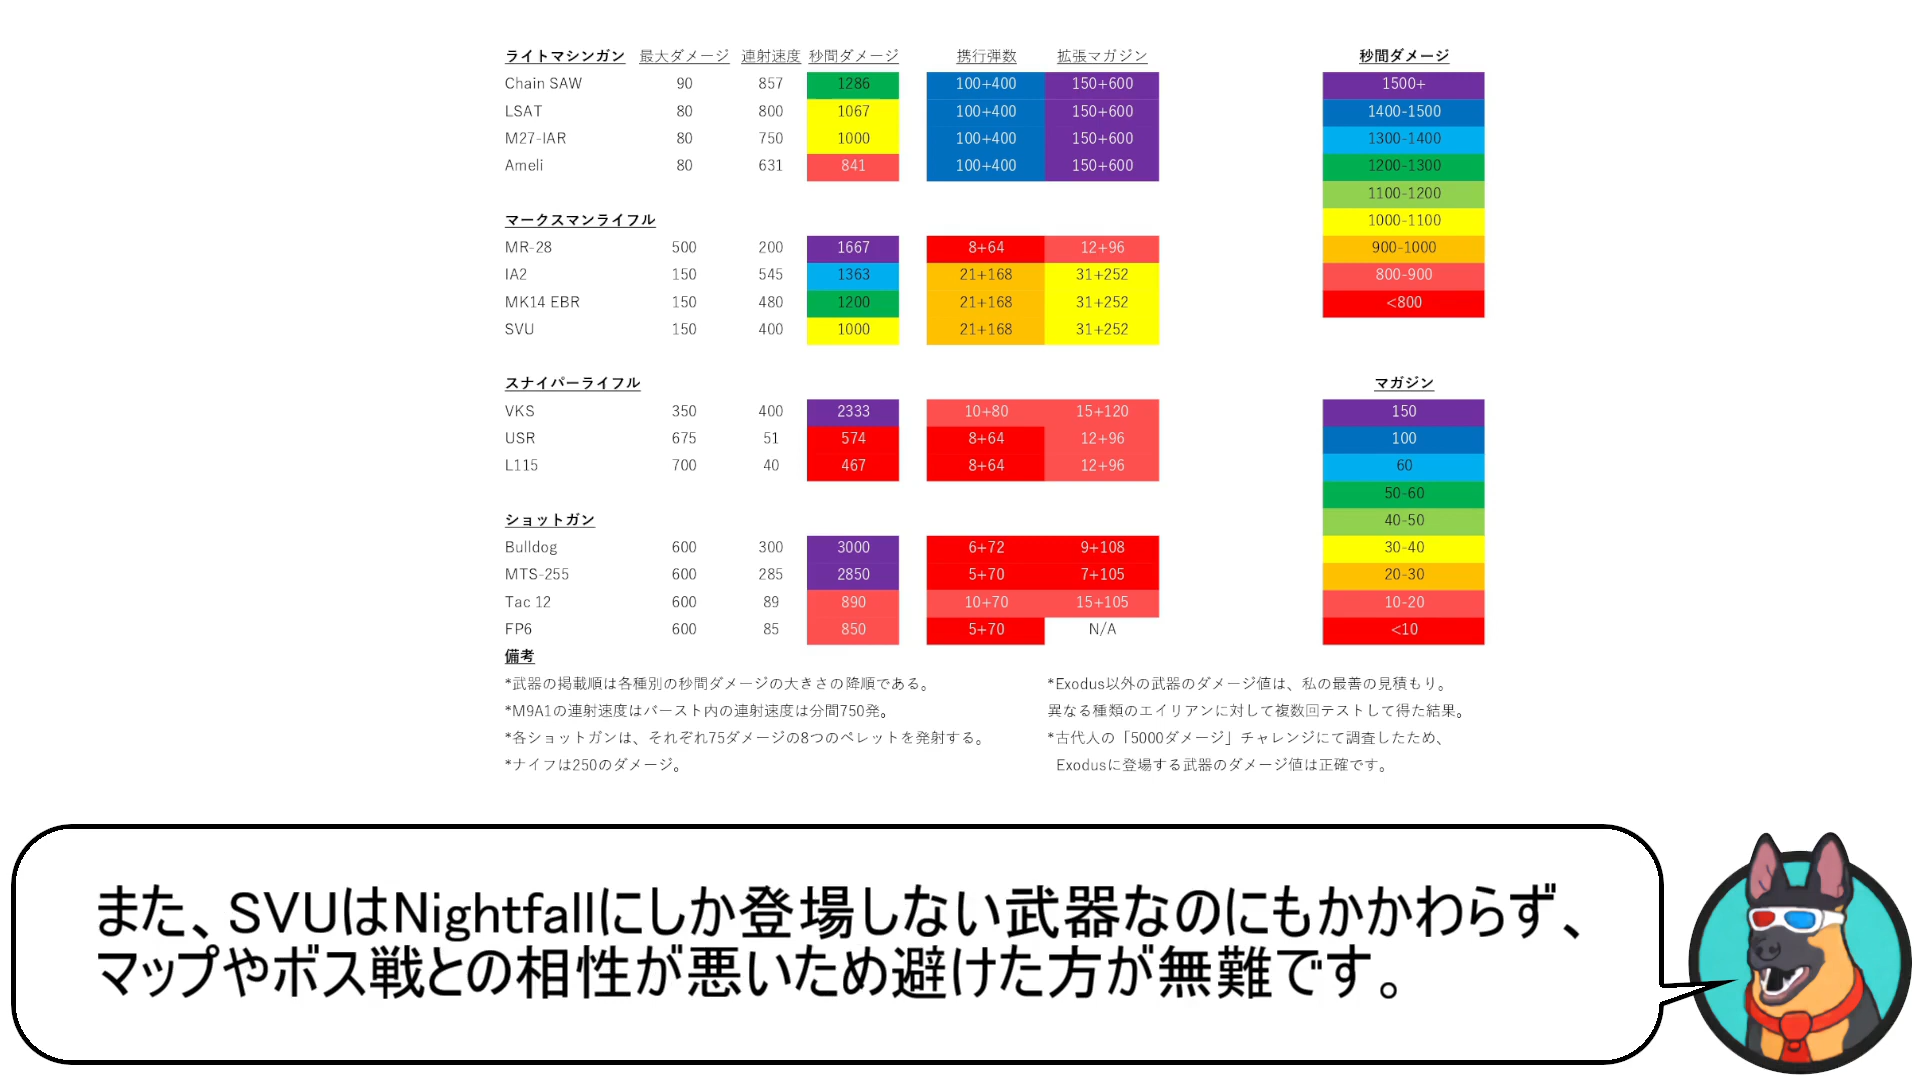 ライトマシンガン 最大ダメージ 連射速度 秒間ダメージ 携行弾数 拡張マガジン 秒間ダメージ
Chain SAW 90 857 1286 100+400 150+600 1500+
LSAT 80 800 1067 100+400 150+600 1400-1500
M27-IAR 80 750 1000 100+400 150+600 1300-1400
Ameli 80 631 841 100+400 150+600 1200-1300
1100-1200
マークスマンライフル 1000-1100
MR-28 500 200 1667 8+64 12+96 900-1000
IA2 150 545 1363 21+168 31+252 800-900
MK14 EBR 150 480 1200 21+168 31+252 <800
SVU 150 400 1000 21+168 31+252
スナイパーライフル マガジン
VKS 350 400 2333 10+80 15+120 150
USR 675 51 574 8+64 12+96 100
L115 700 40 467 8+64 12+96 60
50-60
ショットガン 40-50
Bulldog 600 300 3000 6+72 9+108 30-40
MTS-255 600 285 2850 5+70 7+105 20-30
Tac 12 600 89 890 10+70 15+105 10-20
FP6 600 85 850 5+70 N/A <10
備考
*武器の掲載順は各種別の秒間ダメージの大きさの降順である。
*M9A1の連射速度はバースト内の連射速度は分間750発。
*各ショットガンは、それぞれ75ダメージの8つのペレットを発射する。
*ナイフは250のダメージ。
*Exodus以外の武器のダメージ値は、私の最善の見積もり。
異なる種類のエイリアンに対して複数回テストして得た結果。
*古代人の「5000ダメージ」チャレンジにて調査したため、
Exodusに登場する武器のダメージ値は正確です。
また、SVUはNightfallにしか登場しない武器なのにもかかわらず、
マップやボス戦との相性が悪いため避けた方が無難です。